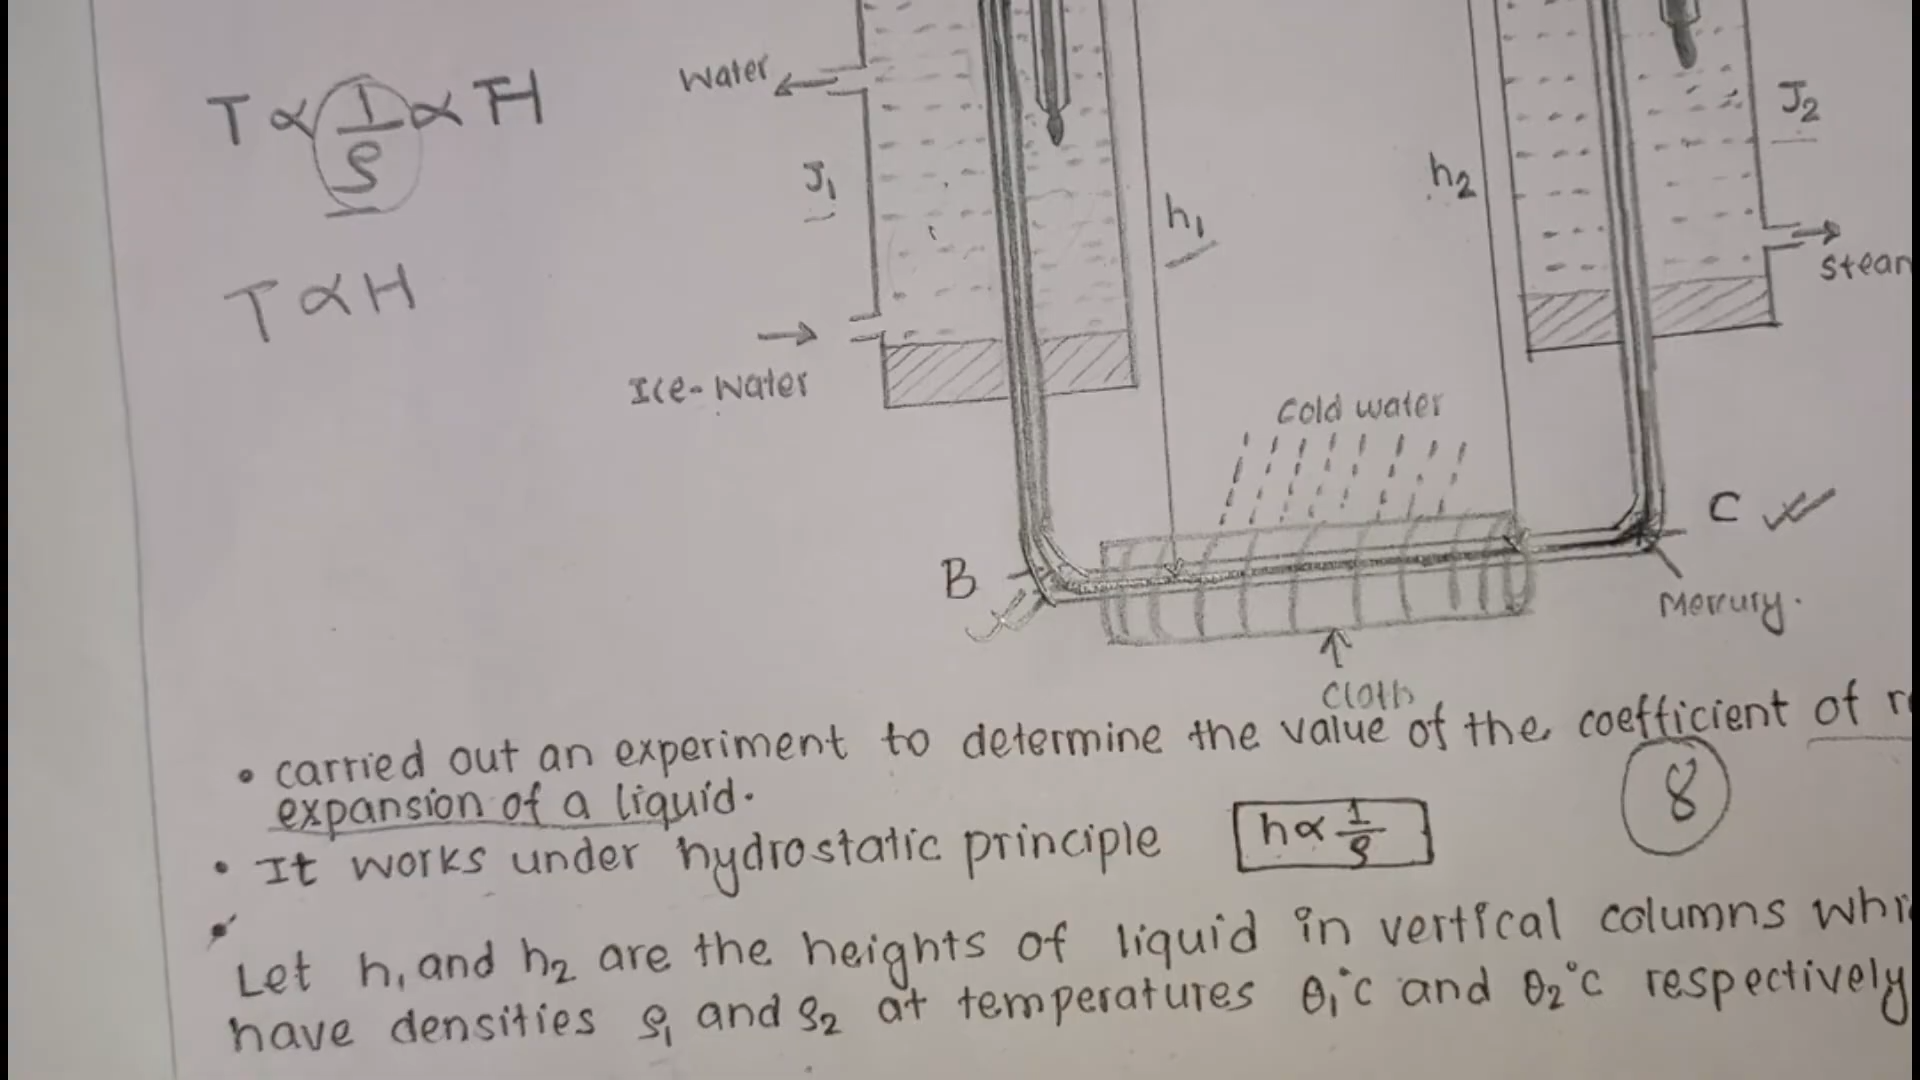 T ∝ 1/ρ ∝ H
T ∝ H
Water
J₁
Ice-Water
h₁
h₂
J₂
Cold water
B
C
Mercury.
Cloth
• carried out an experiment to determine the value of the coefficient of
expansion of a liquid.
• It works under hydrostatic principle h ∝ 1/ρ
8
Let h₁ and h₂ are the heights of liquid in vertical columns
have densities ρ₁ and ρ₂ at temperatures θ₁°c and θ₂°c respectively